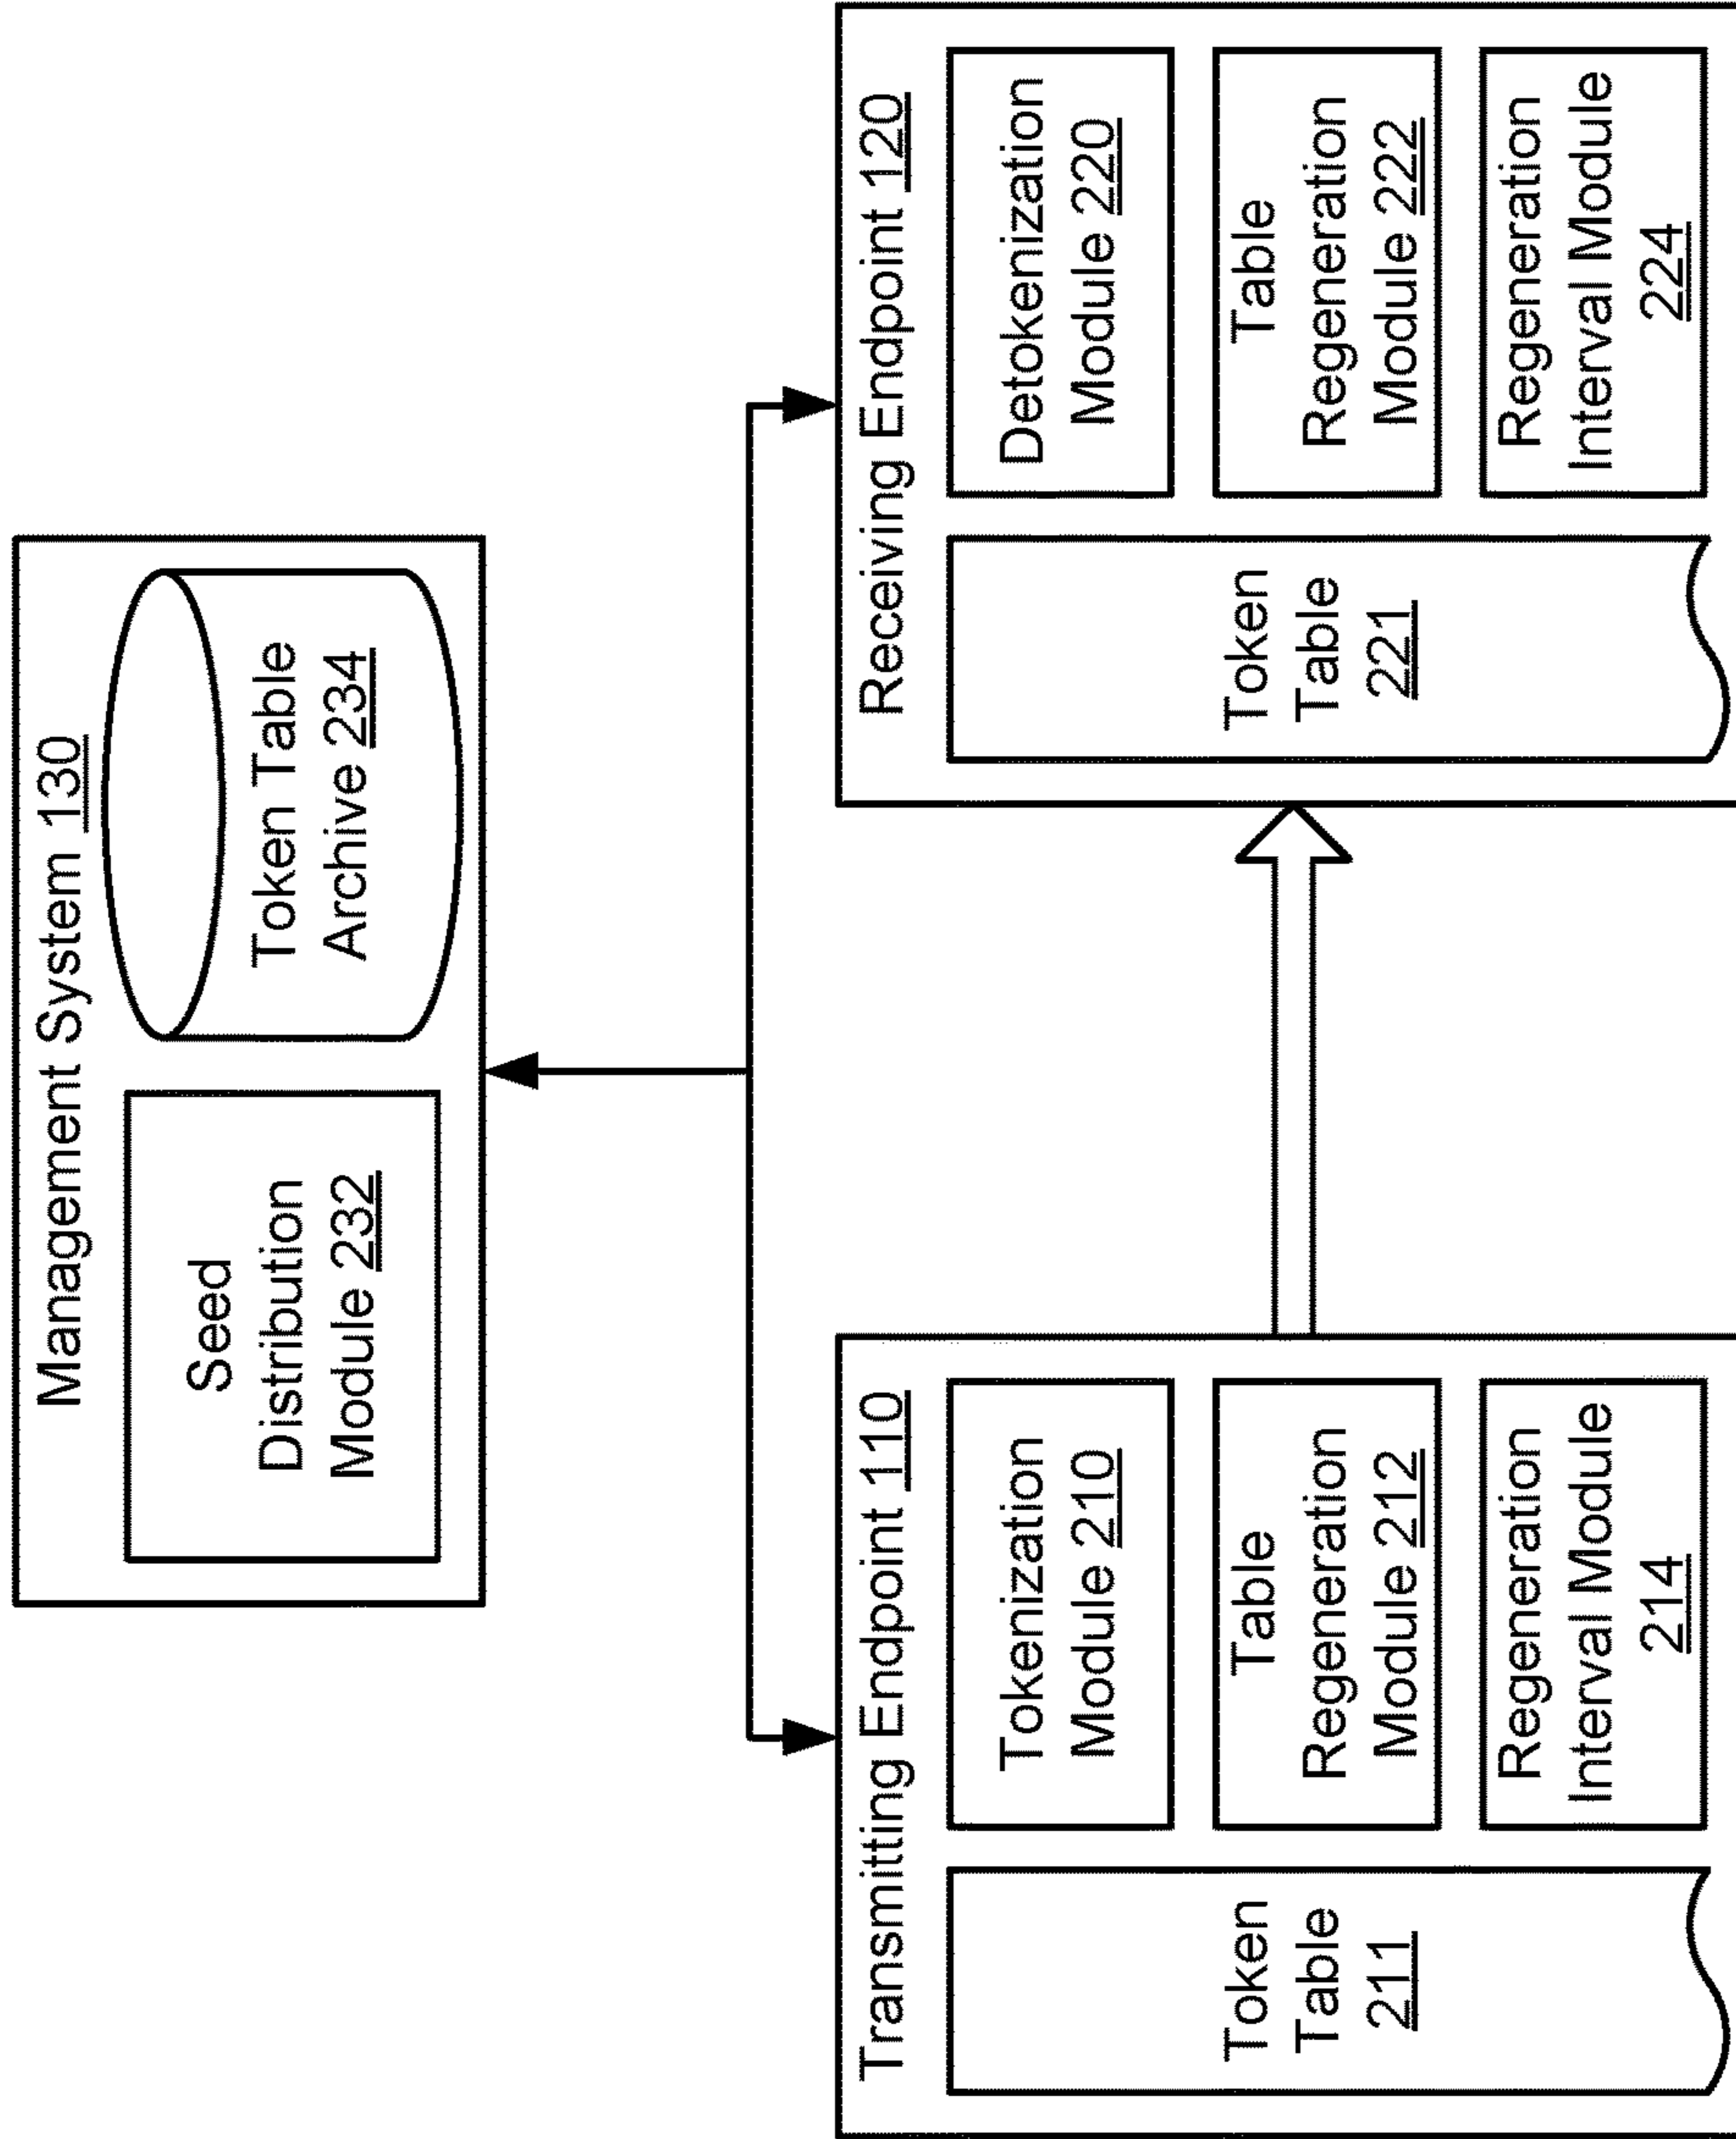 Management System 130
Seed
Distribution
Module 232
Token Table
Archive 234
Transmitting Endpoint 110
Token
Table
211
Tokenization
Module 210
Table
Regeneration
Module 212
Regeneration
Interval Module
214
Receiving Endpoint 120
Token
Table
221
Detokenization
Module 220
Table
Regeneration
Module 222
Regeneration
Interval Module
224